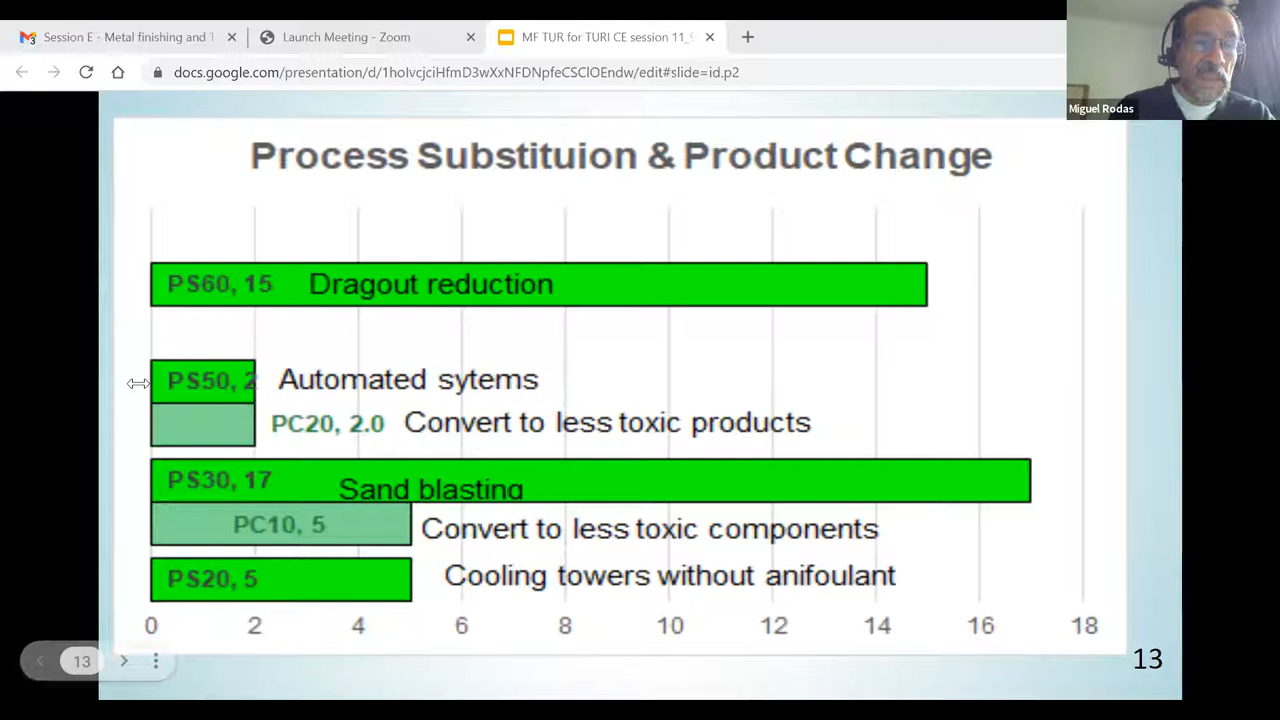 Session E - Metal finishing and T
Launch Meeting - Zoom
MF TUR for TURI CE session 11_9
docs.google.com/presentation/d/1hoIvcjciHfmD3wXxNFDNpfeCSClOEndw/edit#slide=id.p2
Miguel Rodas
Process Substituion & Product Change
PS60, 15 Dragout reduction
PS50, 2 Automated sytems
PC20, 2.0 Convert to less toxic products
PS30, 17 Sand blasting
PC10, 5 Convert to less toxic components
PS20, 5 Cooling towers without anifoulant
0 2 4 6 8 10 12 14 16 18
13
13